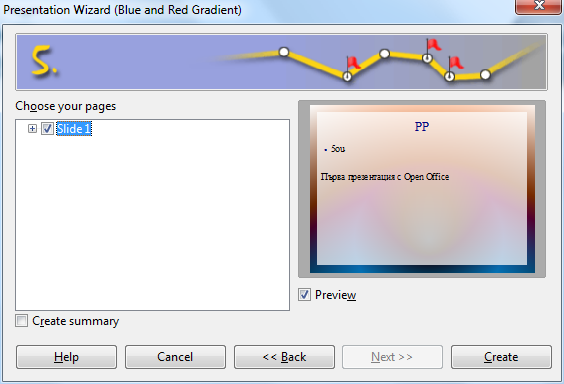 Presentation Wizard (Blue and Red Gradient)
5.
Choose your pages
Slide 1
PP
• 5ou
Първа презентация с Open Office
Preview
Create summary
Help
Cancel
<< Back
Next >>
Create